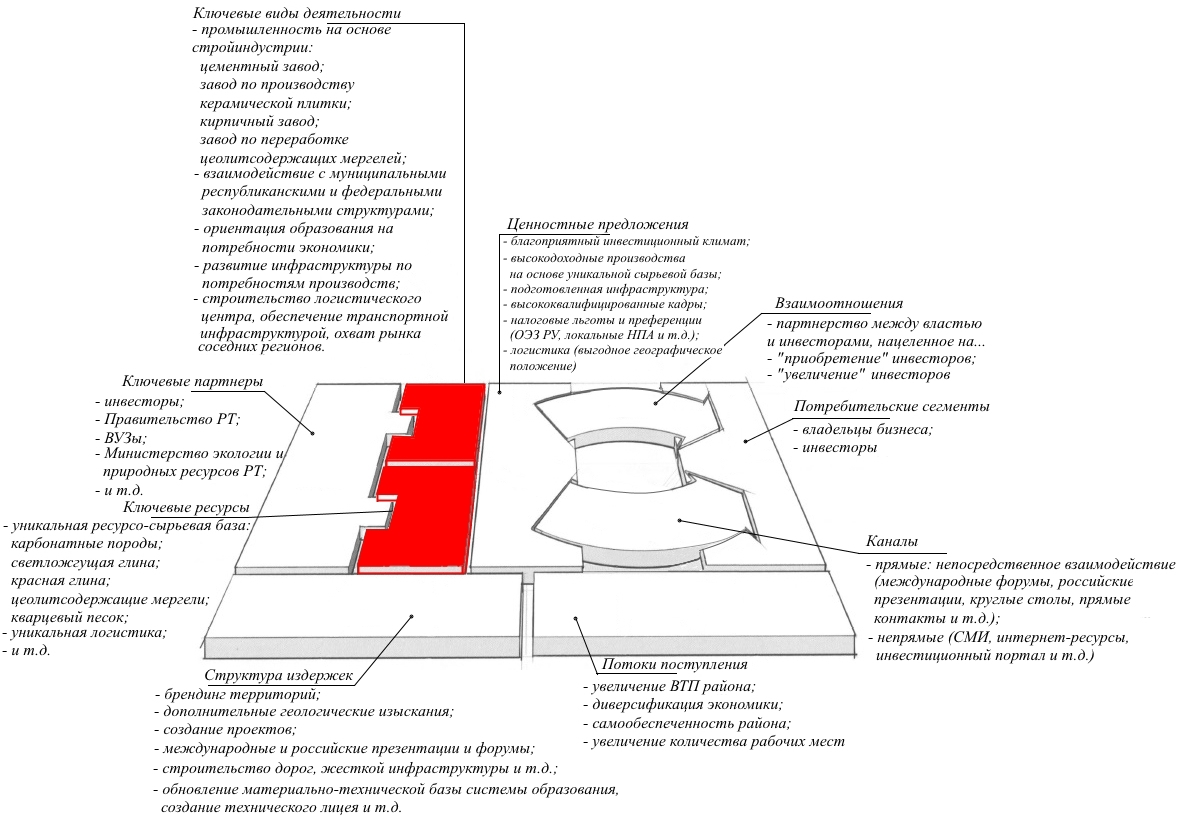 Ключевые виды деятельности
- промышленность на основе
стройиндустрии:
цементный завод;
завод по производству
керамической плитки;
кирпичный завод;
завод по переработке
цеолитсодержащих мергелей;
- взаимодействие с муниципальными
республиканскими и федеральными
законодательными структурами;
- ориентация образования на
потребности экономики;
- развитие инфраструктуры по
потребностям производств;
- строительство логистического
центра, обеспечение транспортной
инфраструктурой, охват рынка
соседних регионов.
Ценностные предложения
- благоприятный инвестиционный климат;
- высокодоходные производства
на основе уникальной сырьевой базы;
- подготовленная инфраструктура;
- высококвалифицированные кадры;
- налоговые льготы и преференции
(ОЭЗ РУ, локальные НПА и т.д.);
- логистика (выгодное географическое
положение)
Взаимоотношения
- партнерство между властью
и инвесторами, нацеленное на...
- "приобретение" инвесторов;
- "увеличение" инвесторов
Ключевые партнеры
- инвесторы;
- Правительство РТ;
- ВУЗы;
- Министерство экологии и
природных ресурсов РТ;
- и т.д.
Потребительские сегменты
- владельцы бизнеса;
- инвесторы
Ключевые ресурсы
- уникальная ресурсо-сырьевая база:
карбонатные породы;
светложгущая глина;
красная глина;
цеолитсодержащие мергели;
кварцевый песок;
- уникальная логистика;
- и т.д.
Каналы
- прямые: непосредственное взаимодействие
(международные форумы, российские
презентации, круглые столы, прямые
контакты и т.д.);
- непрямые (СМИ, интернет-ресурсы,
инвестиционный портал и т.д.)
Структура издержек
- брендинг территорий;
- дополнительные геологические изыскания;
- создание проектов;
- международные и российские презентации и форумы;
- строительство дорог, жесткой инфраструктуры и т.д.;
- обновление материально-технической базы системы образования,
создание технического лицея и т.д.
Потоки поступления
- увеличение ВТП района;
- диверсификация экономики;
- самообеспеченность района;
- увеличение количества рабочих мест